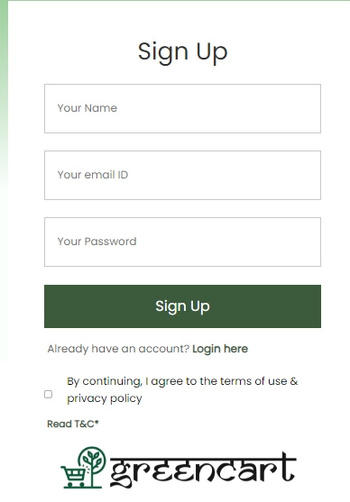 Sign Up
Your Name
Your email ID
Your Password
Sign Up
Already have an account? Login here
By continuing, I agree to the terms of use &
privacy policy
Read T&C*
greencart